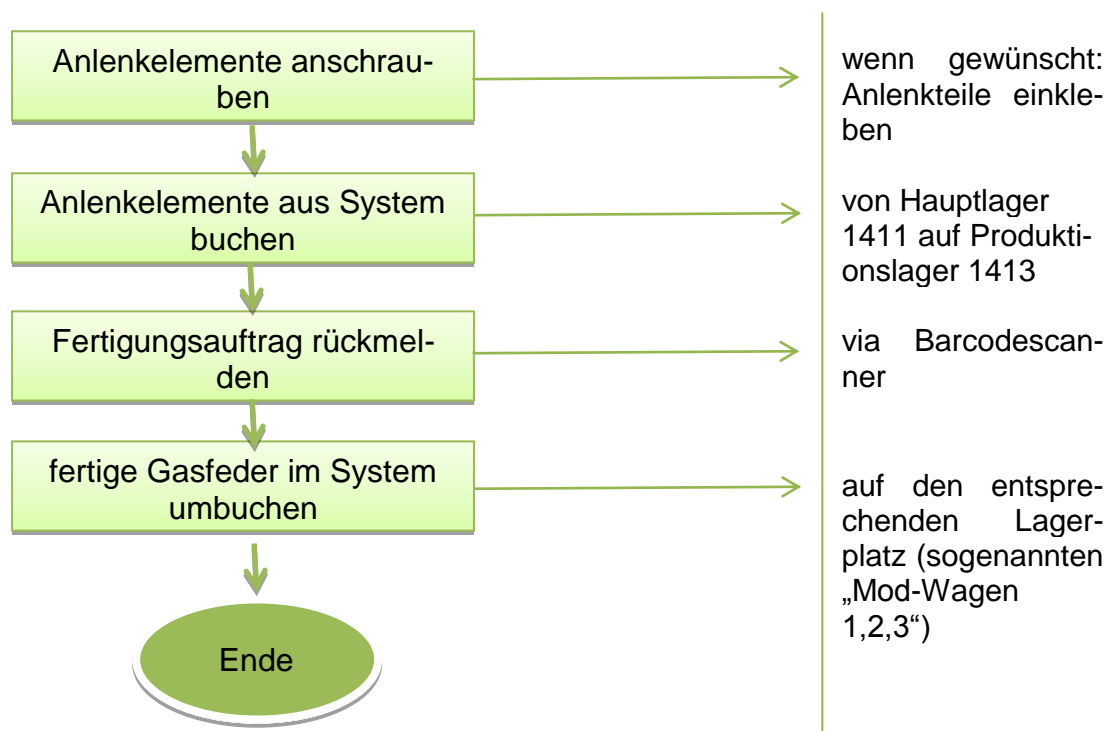 Anlenkelemente anschrau-
ben
wenn gewünscht:
Anlenkteile einkle-
ben
Anlenkelemente aus System
buchen
von Hauptlager
1411 auf Produkti-
onslager 1413
Fertigungsauftrag rückmel-
den
via Barcodescan-
ner
fertige Gasfeder im System
umbuchen
auf den entspre-
chenden Lager-
platz (sogenannten
„Mod-Wagen
1,2,3“)
Ende